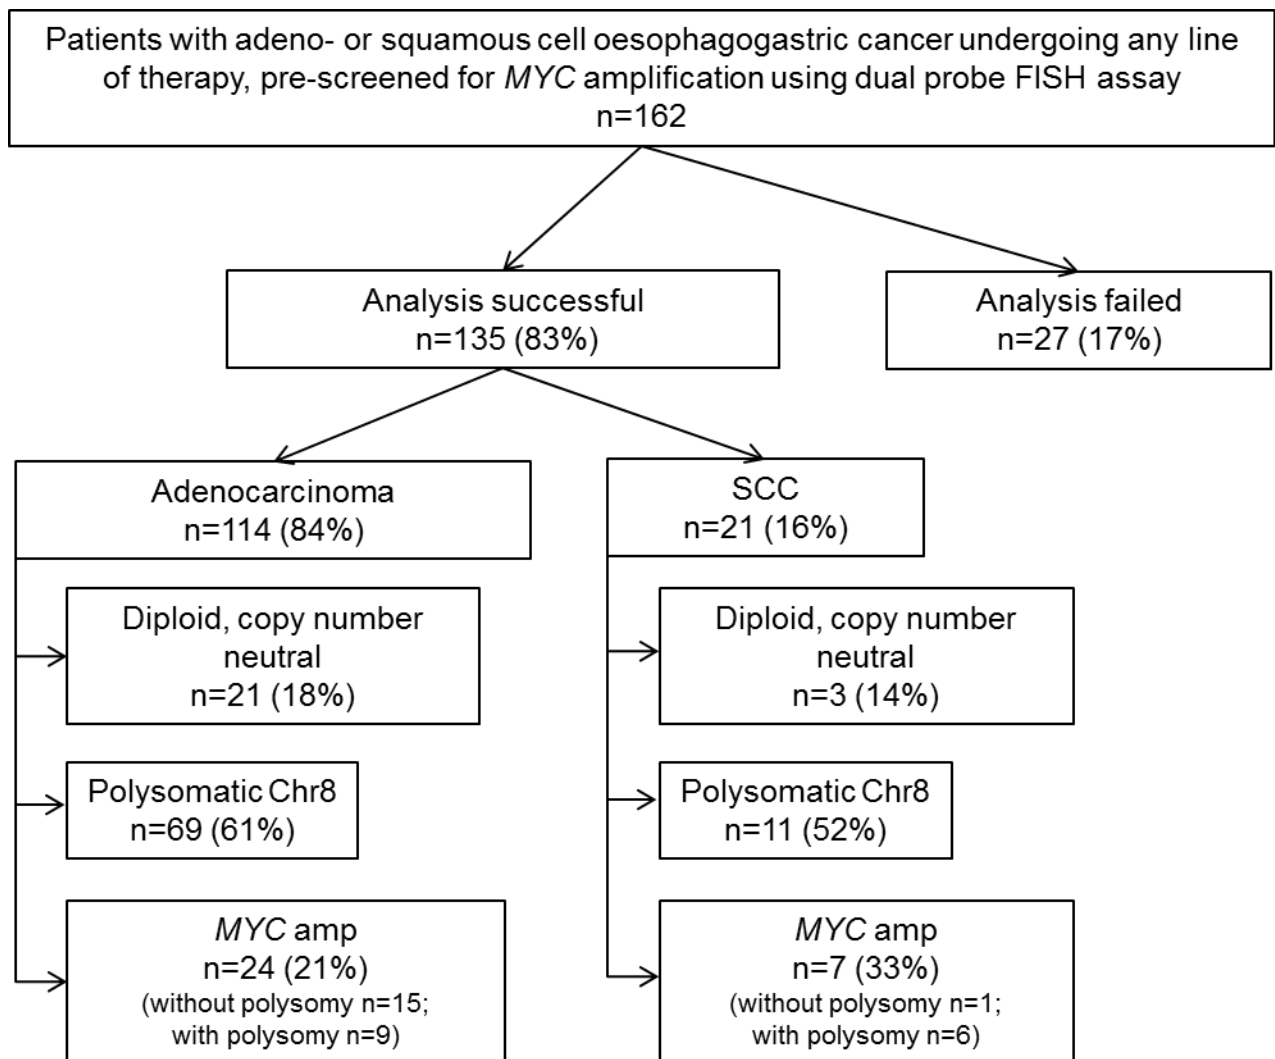 Patients with adeno- or squamous cell oesophagogastric cancer undergoing any line
of therapy, pre-screened for MYC amplification using dual probe FISH assay
n=162
Analysis successful
n=135 (83%)
Analysis failed
n=27 (17%)
Adenocarcinoma
n=114 (84%)
SCC
n=21 (16%)
Diploid, copy number
neutral
n=21 (18%)
Diploid, copy number
neutral
n=3 (14%)
Polysomatic Chr8
n=69 (61%)
Polysomatic Chr8
n=11 (52%)
MYC amp
n=24 (21%)
(without polysomy n=15;
with polysomy n=9)
MYC amp
n=7 (33%)
(without polysomy n=1;
with polysomy n=6)